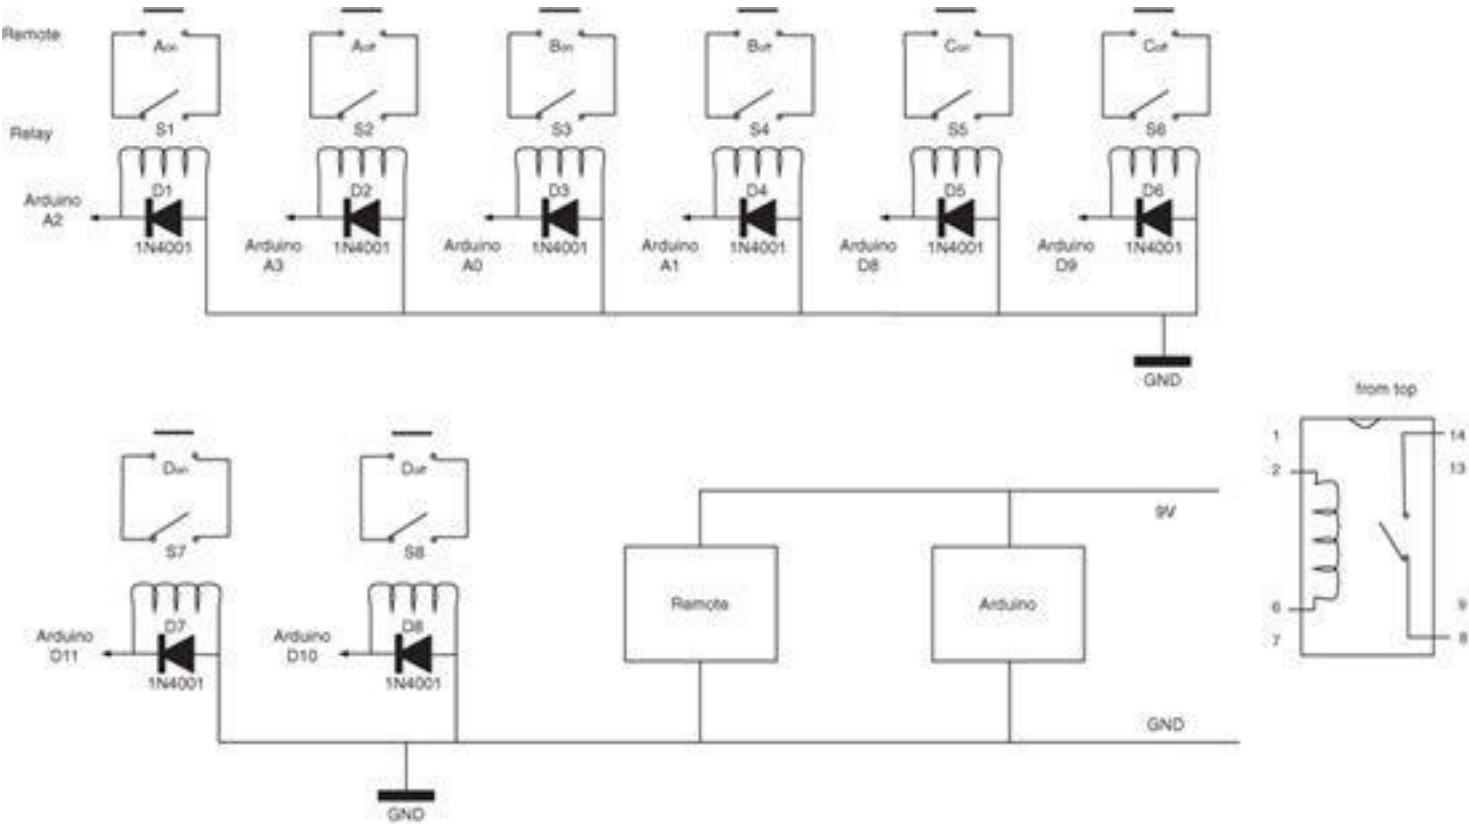 Remote
Aon
Aoff
Bon
Boff
Con
Coff
S1
S2
S3
S4
S5
S6
Relay
D1
D2
D3
D4
D5
D6
Arduino
A2
1N4001
Arduino
A3
1N4001
Arduino
A0
1N4001
Arduino
A1
1N4001
Arduino
D8
1N4001
Arduino
D9
1N4001
GND
from top
1
14
2
13
6
9
7
8
Don
Doff
S7
S8
9V
D7
D8
Arduino
D11
1N4001
Arduino
D10
1N4001
Remote
Arduino
GND
GND